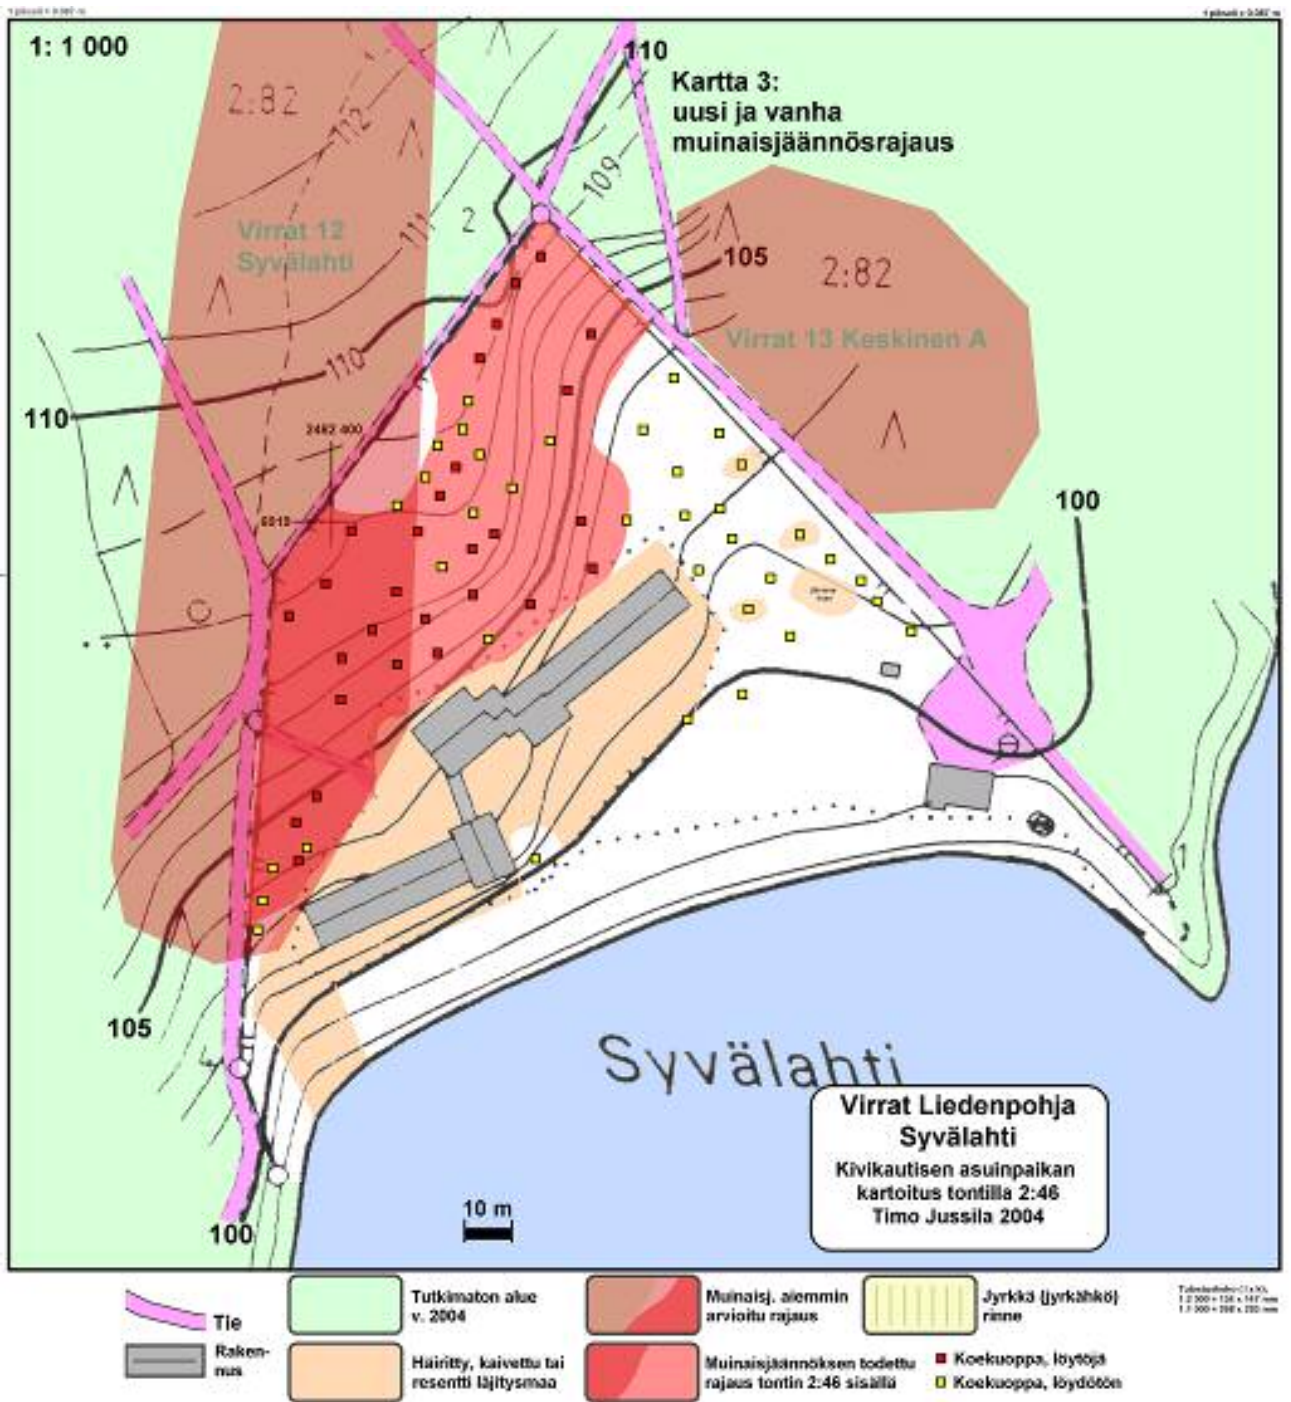 1: 1 000
110
Kartta 3:
uusi ja vanha
muinaisjäännösrajaus
2:82
112
109
111
2
Virrat 12
Syvälahti
105
2:82
Virrat 13 Keskinen A
110
110
2482 400
100
105
1
100
Syvälahti
10 m
Virrat Liedenpohja
Syvälahti
Kivikautisen asuinpaikan
kartoitus tontilla 2:46
Timo Jussila 2004
Tie
Raken-
nus
Tutkimaton alue
v. 2004
Häiritty, kaivettu tai
resentti läjitysmaa
Muinaisj. aiemmin
arvioitu rajaus
Muinaisjäännöksen todettu
rajaus tontin 2:46 sisällä
Jyrkkä (jyrkähkö)
rinne
Koekuoppa, löytöjä
Koekuoppa, löydötön